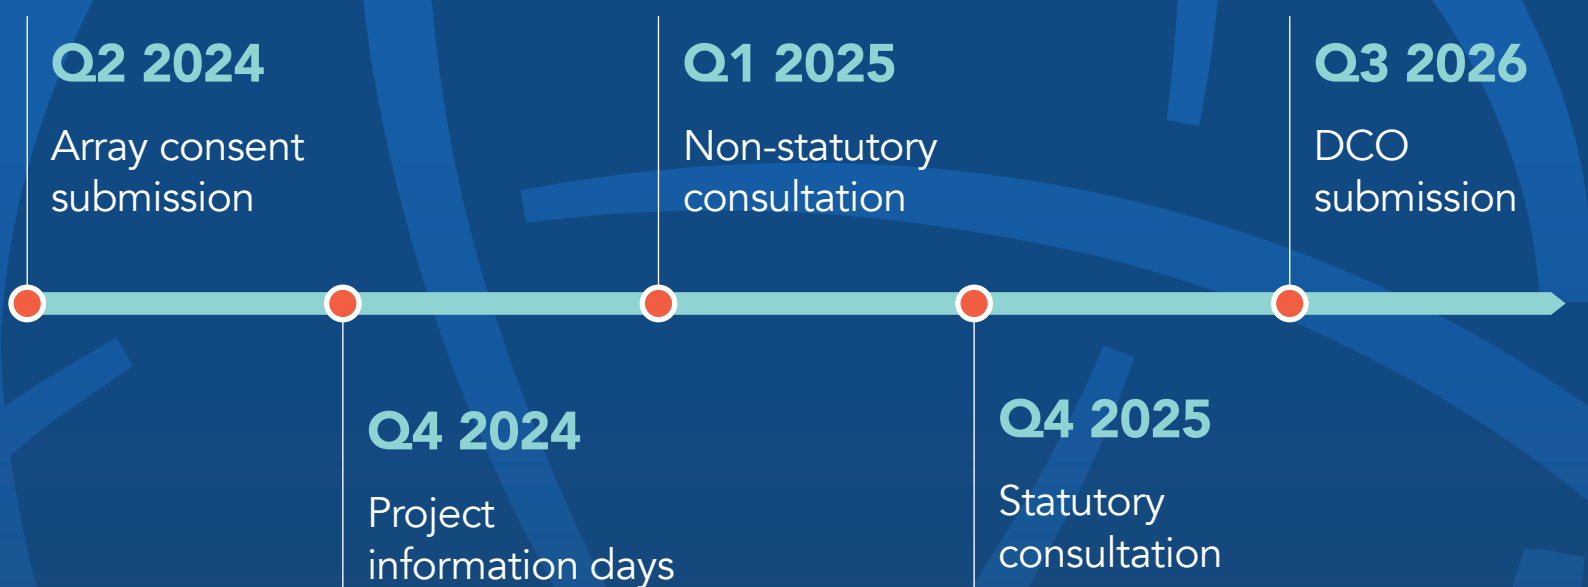 Q2 2024
Array consent
submission
Q4 2024
Project
information days
Q1 2025
Non-statutory
consultation
Q4 2025
Statutory
consultation
Q3 2026
DCO
submission